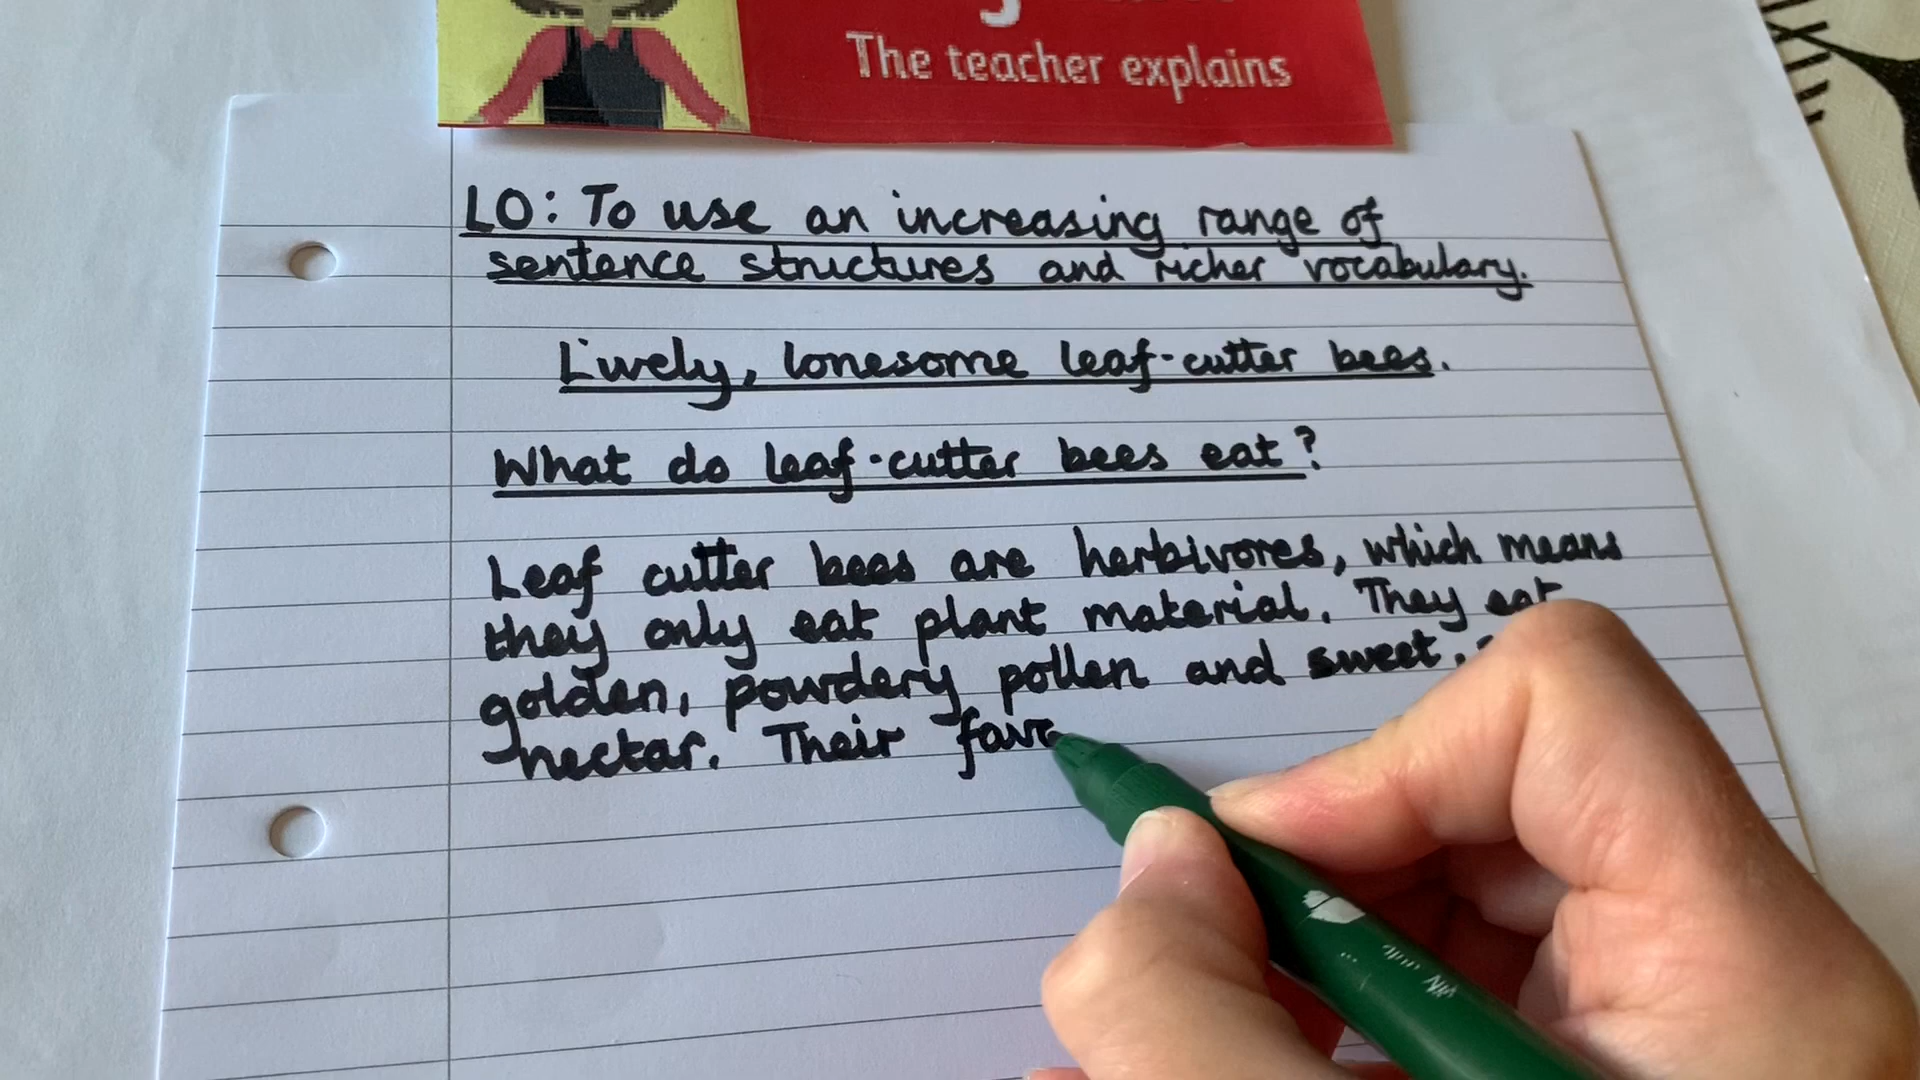 The teacher explains
LO: To use an increasing range of
sentence structures and richer vocabulary.
Lively, lonesome leaf-cutter bees.
What do leaf-cutter bees eat?
Leaf cutter bees are herbivores, which means
they only eat plant material. They eat
golden, powdery pollen and sweet,
nectar. Their favo